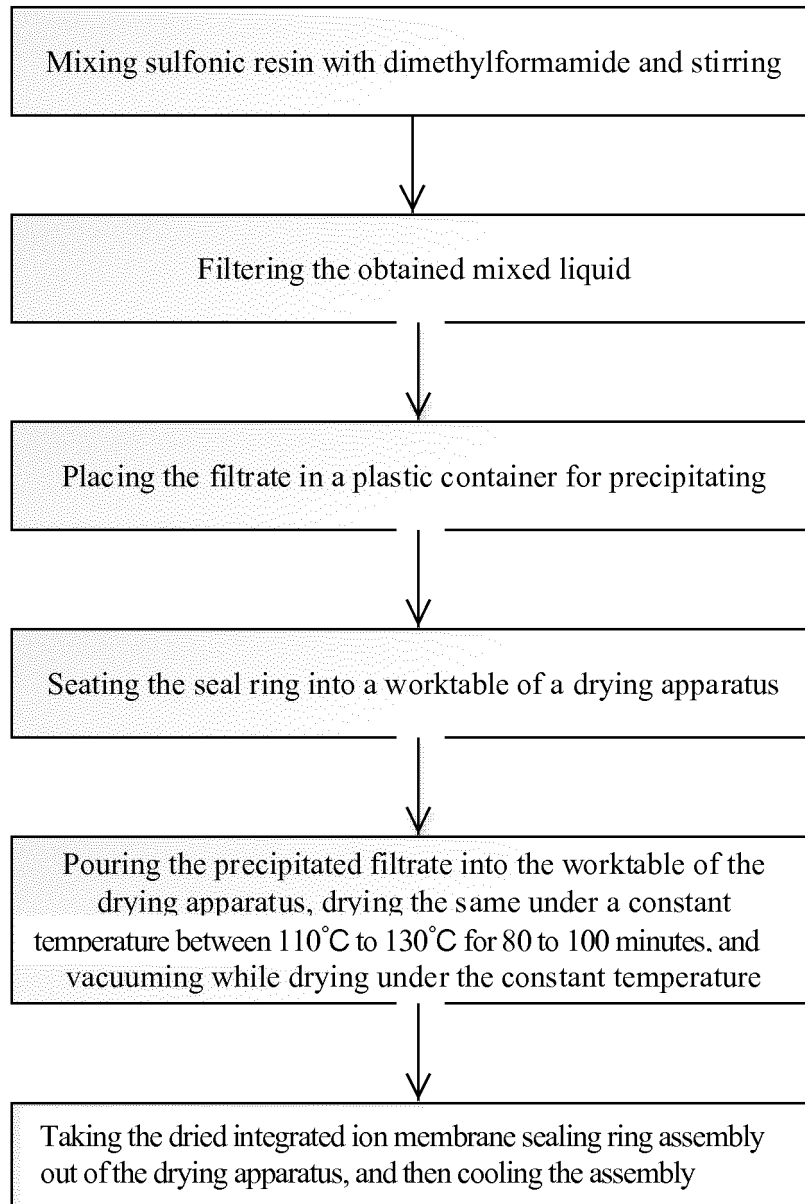 Mixing sulfonic resin with dimethylformamide and stirring
Filtering the obtained mixed liquid
Placing the filtrate in a plastic container for precipitating
Seating the seal ring into a worktable of a drying apparatus
Pouring the precipitated filtrate into the worktable of the
drying apparatus, drying the same under a constant
temperature between 110°C to 130°C for 80 to 100 minutes, and
vacuuming while drying under the constant temperature
Taking the dried integrated ion membrane sealing ring assembly
out of the drying apparatus, and then cooling the assembly